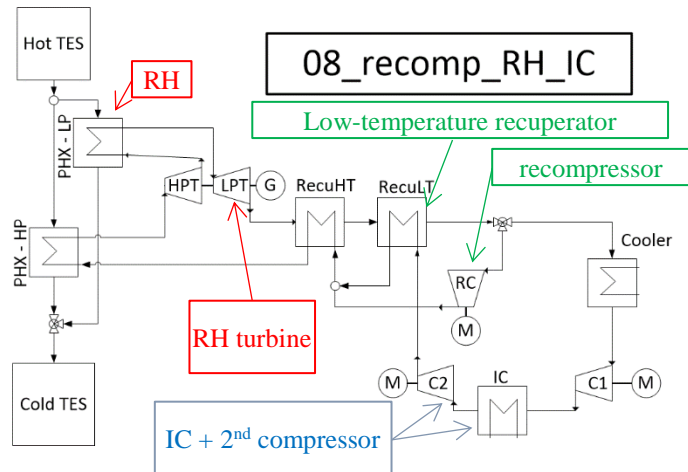 Hot TES
08_recomp_RH_IC
RH
PHX - LP
Low-temperature recuperator
HPT
LPT
G
RecuHT
RecuLT
recompressor
PHX - HP
Cooler
RC
M
RH turbine
M
C2
IC
C1
M
Cold TES
IC + 2nd compressor